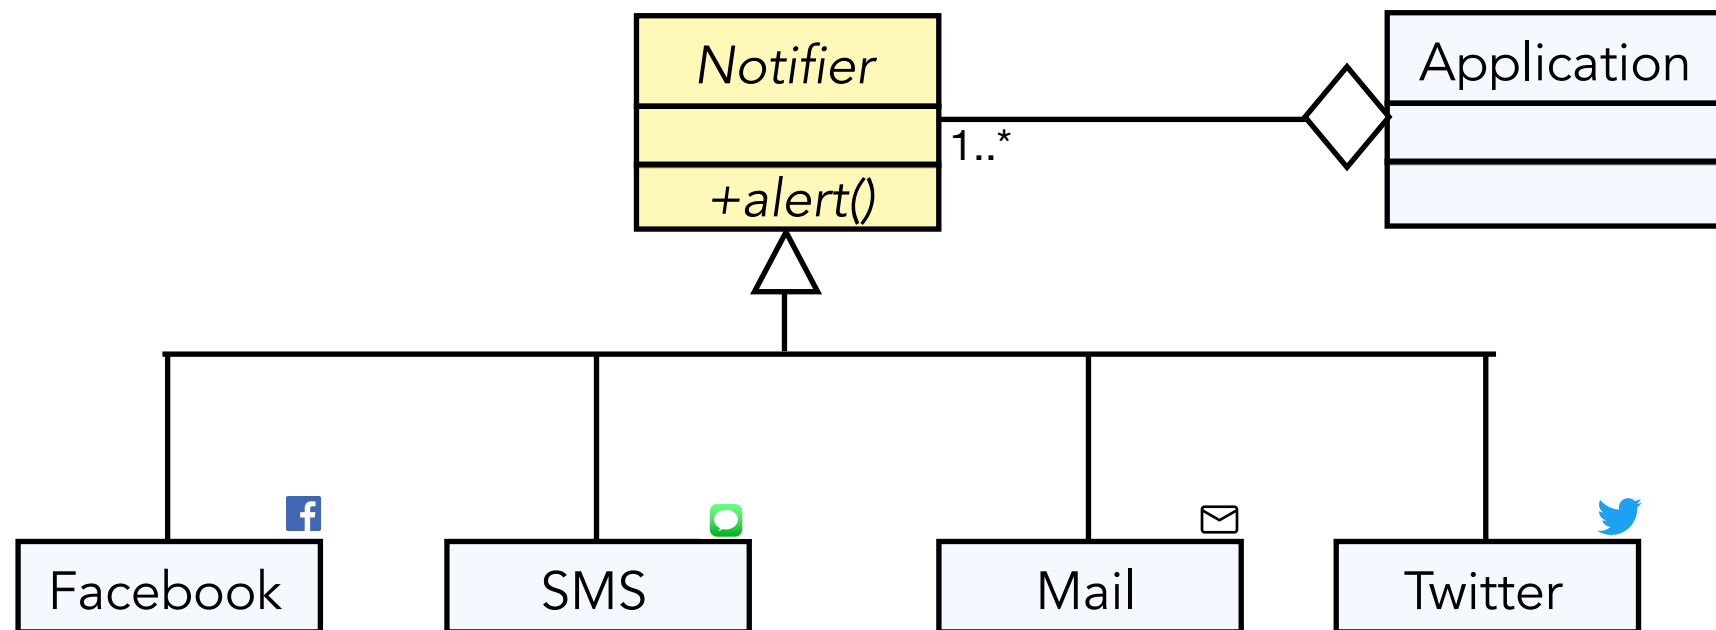 Notifier
Application
1..*
+alert()
Facebook
SMS
Mail
Twitter